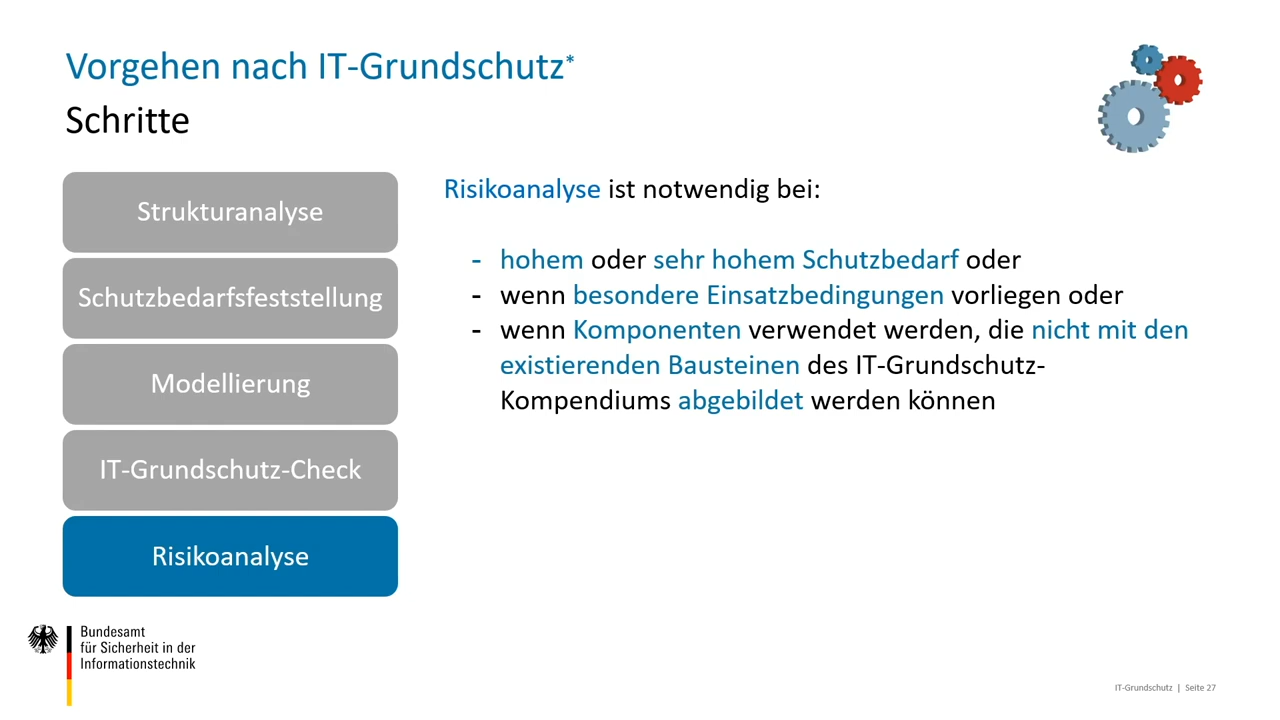 Vorgehen nach IT-Grundschutz*
Schritte
Strukturanalyse
Schutzbedarfsfeststellung
Modellierung
IT-Grundschutz-Check
Risikoanalyse
Risikoanalyse ist notwendig bei:
- hohem oder sehr hohem Schutzbedarf oder
- wenn besondere Einsatzbedingungen vorliegen oder
- wenn Komponenten verwendet werden, die nicht mit den
existierenden Bausteinen des IT-Grundschutz-
Kompendiums abgebildet werden können
Bundesamt
für Sicherheit in der
Informationstechnik
IT-Grundschutz | Seite 27